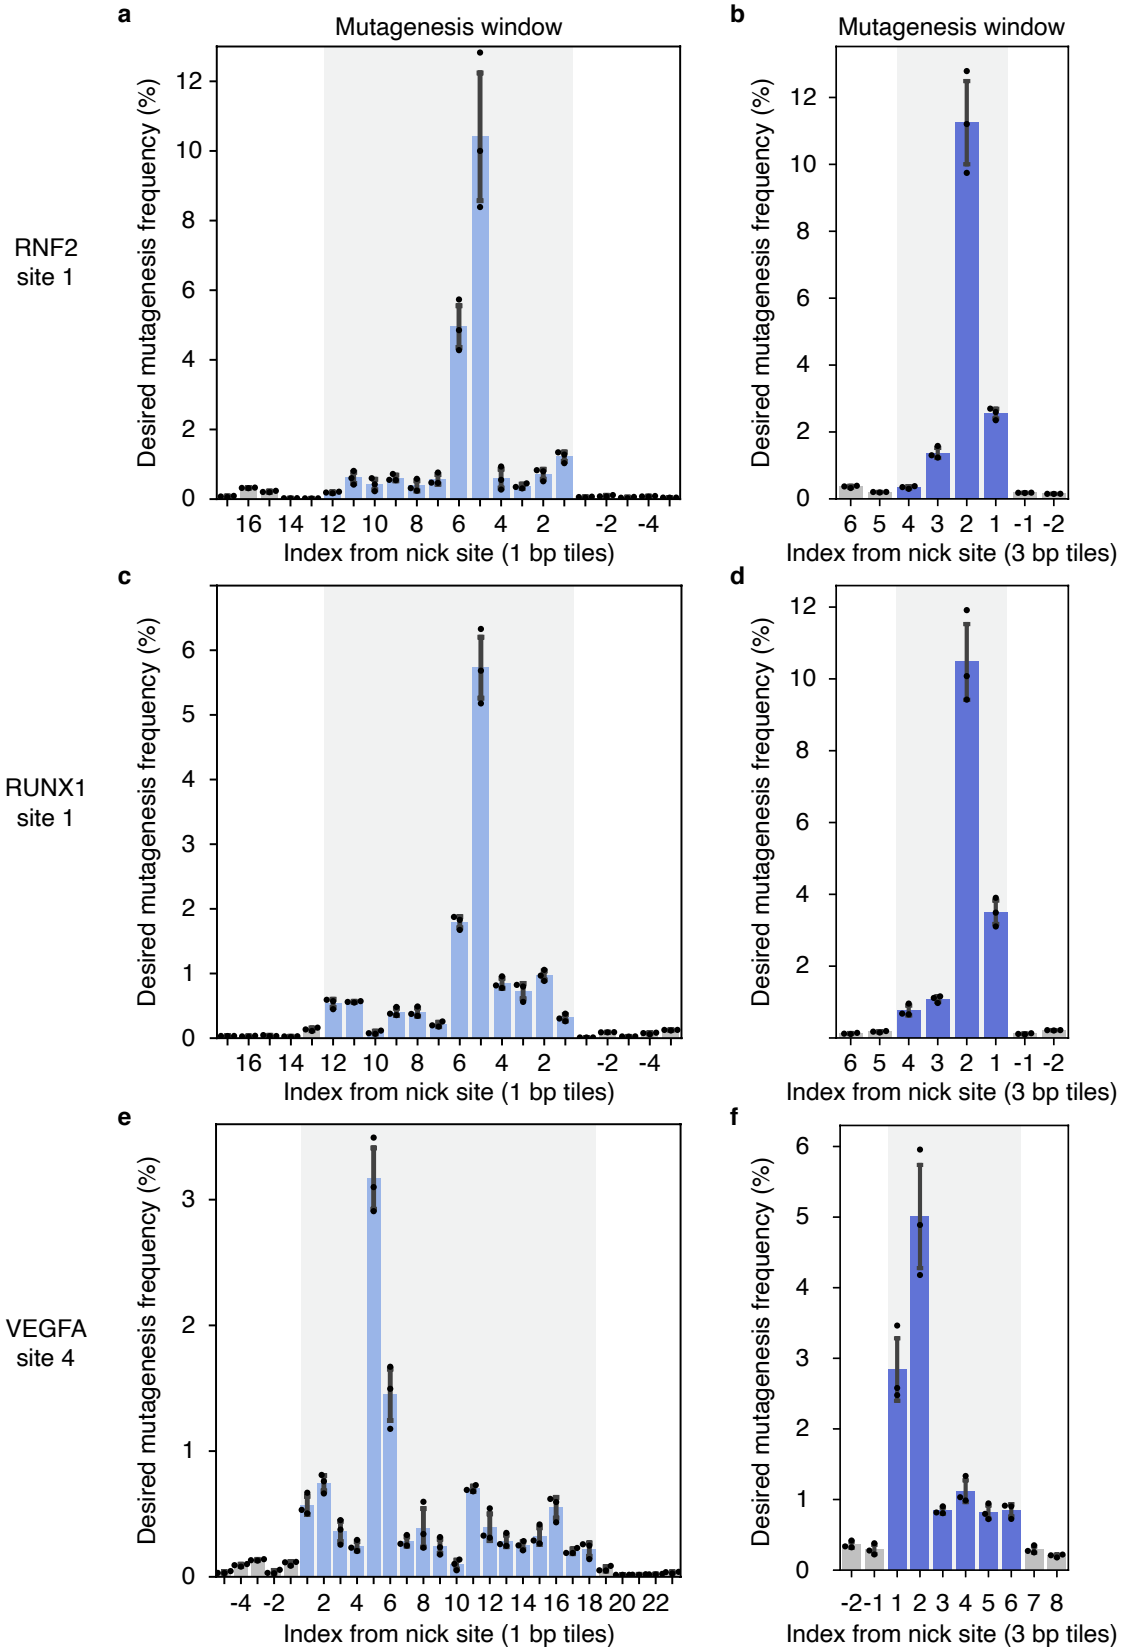 a
Mutagenesis window
b
Mutagenesis window
RNF2
site 1
Desired mutagenesis frequency (%)
12
10
8
6
4
2
0
16 14 12 10 8 6 4 2 -2 -4
Index from nick site (1 bp tiles)
Desired mutagenesis frequency (%)
12
10
8
6
4
2
0
6 5 4 3 2 1 -1 -2
Index from nick site (3 bp tiles)
c
d
RUNX1
site 1
Desired mutagenesis frequency (%)
6
5
4
3
2
1
0
16 14 12 10 8 6 4 2 -2 -4
Index from nick site (1 bp tiles)
Desired mutagenesis frequency (%)
12
10
8
6
4
2
6 5 4 3 2 1 -1 -2
Index from nick site (3 bp tiles)
e
f
VEGFA
site 4
Desired mutagenesis frequency (%)
3
2
1
0
-4 -2 2 4 6 8 10 12 14 16 18 20 22
Index from nick site (1 bp tiles)
Desired mutagenesis frequency (%)
6
5
4
3
2
1
0
-2 -1 1 2 3 4 5 6 7 8
Index from nick site (3 bp tiles)